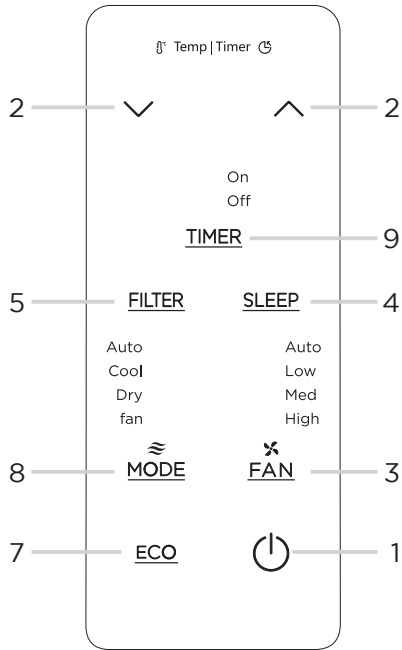 Temp | Timer
2 2
On
Off
TIMER 9
5 FILTER SLEEP 4
Auto Auto
Cool Low
Dry Med
fan High
8 MODE FAN 3
7 ECO 1